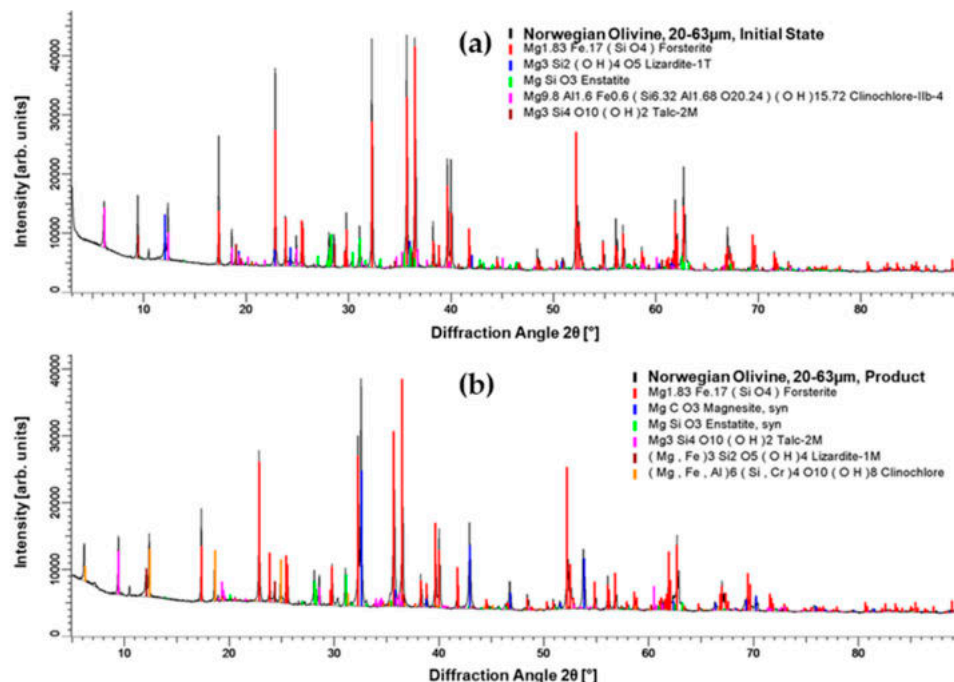 (a)
Norwegian Olivine, 20-63µm, Initial State
Mg1.83 Fe.17 ( Si O4 ) Forsterite
Mg3 Si2 ( O H )4 O5 Lizardite-1T
Mg Si O3 Enstatite
Mg9.8 Al1.6 Fe0.6 ( Si6.32 Al1.68 O20.24 ) ( O H )15.72 Clinochlore-IIb-4
Mg3 Si4 O10 ( O H )2 Talc-2M
Intensity [arb. units]
40000
30000
20000
10000
0
10 20 30 40 50 60 70 80
Diffraction Angle 2θ [°]
(b)
Norwegian Olivine, 20-63µm, Product
Mg1.83 Fe.17 ( Si O4 ) Forsterite
Mg C O3 Magnesite, syn
Mg Si O3 Enstatite, syn
Mg3 Si4 O10 ( O H )2 Talc-2M
( Mg , Fe )3 Si2 O5 ( O H )4 Lizardite-1M
( Mg , Fe , Al )6 ( Si , Cr )4 O10 ( O H )8 Clinochlore
Intensity [arb. units]
40000
30000
20000
10000
0
10 20 30 40 50 60 70 80
Diffraction Angle 2θ [°]